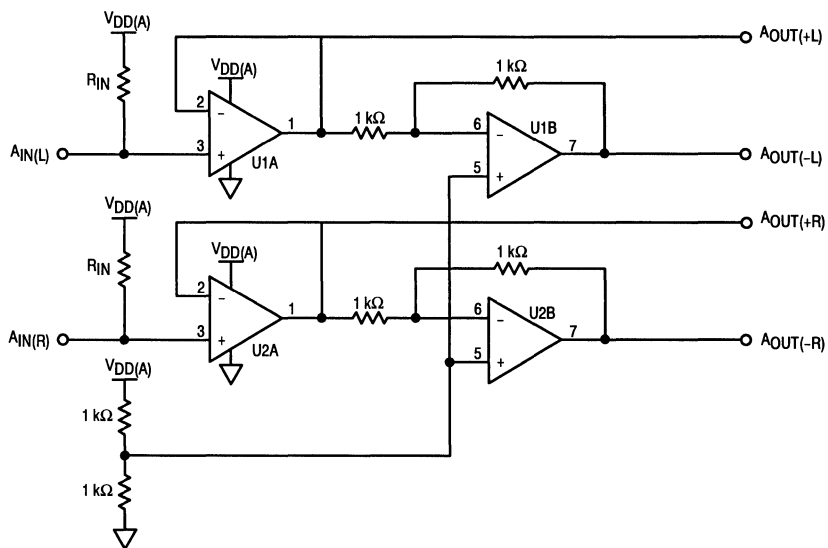 VDD(A)
AOUT(+L)
RIN
VDD(A)
1 kΩ
2
−
1
1 kΩ
6
−
U1B
7
AIN(L)
3
+
U1A
5
+
AOUT(−L)
VDD(A)
AOUT(+R)
RIN
VDD(A)
1 kΩ
2
−
1
1 kΩ
6
−
U2B
7
AIN(R)
3
+
U2A
5
+
AOUT(−R)
VDD(A)
1 kΩ
1 kΩ